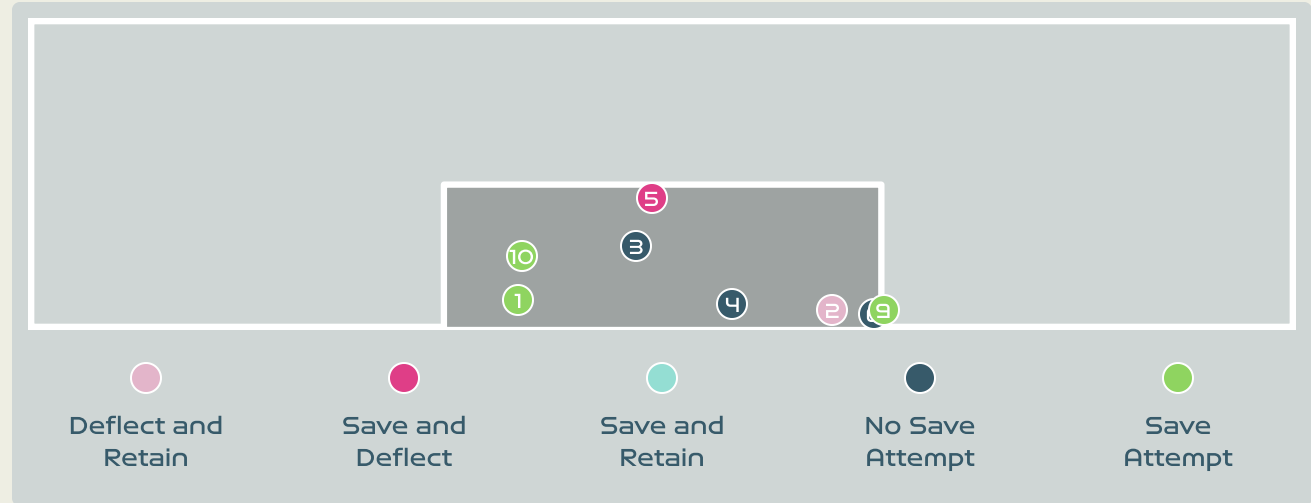 5
3
10
1
4
2
9
Deflect and
Retain
Save and
Deflect
Save and
Retain
No Save
Attempt
Save
Attempt